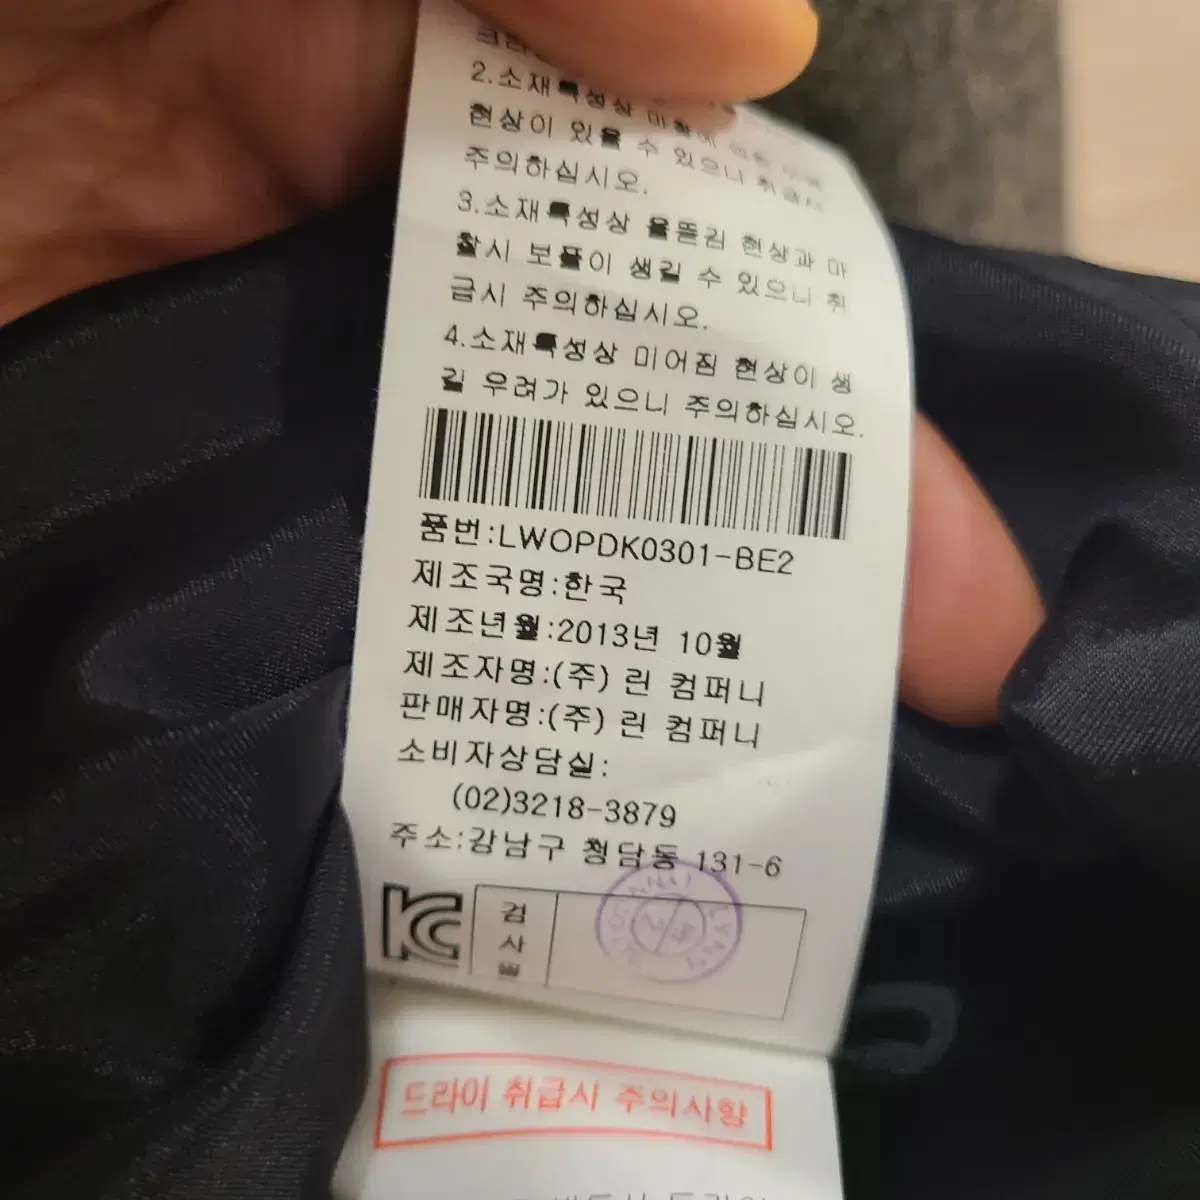 2.소재특성상 마찰에 의한
현상이 있을 수 있으니 취급시
주의하십시오.
3.소재특성상 올뜯김 현상과 마
찰시 보풀이 생길 수 있으니 취
급시 주의하십시오.
4.소재특성상 미어짐 현상이 생
길 우려가 있으니 주의하십시오.
품번:LWOPDK0301-BE2
제조국명:한국
제조년월:2013년 10월
제조자명:(주) 린 컴퍼니
판매자명:(주) 린 컴퍼니
소비자상담실:
(02)3218-3879
주소:강남구 청담동 131-6
KC
검
사
필
드라이 취급시 주의사항